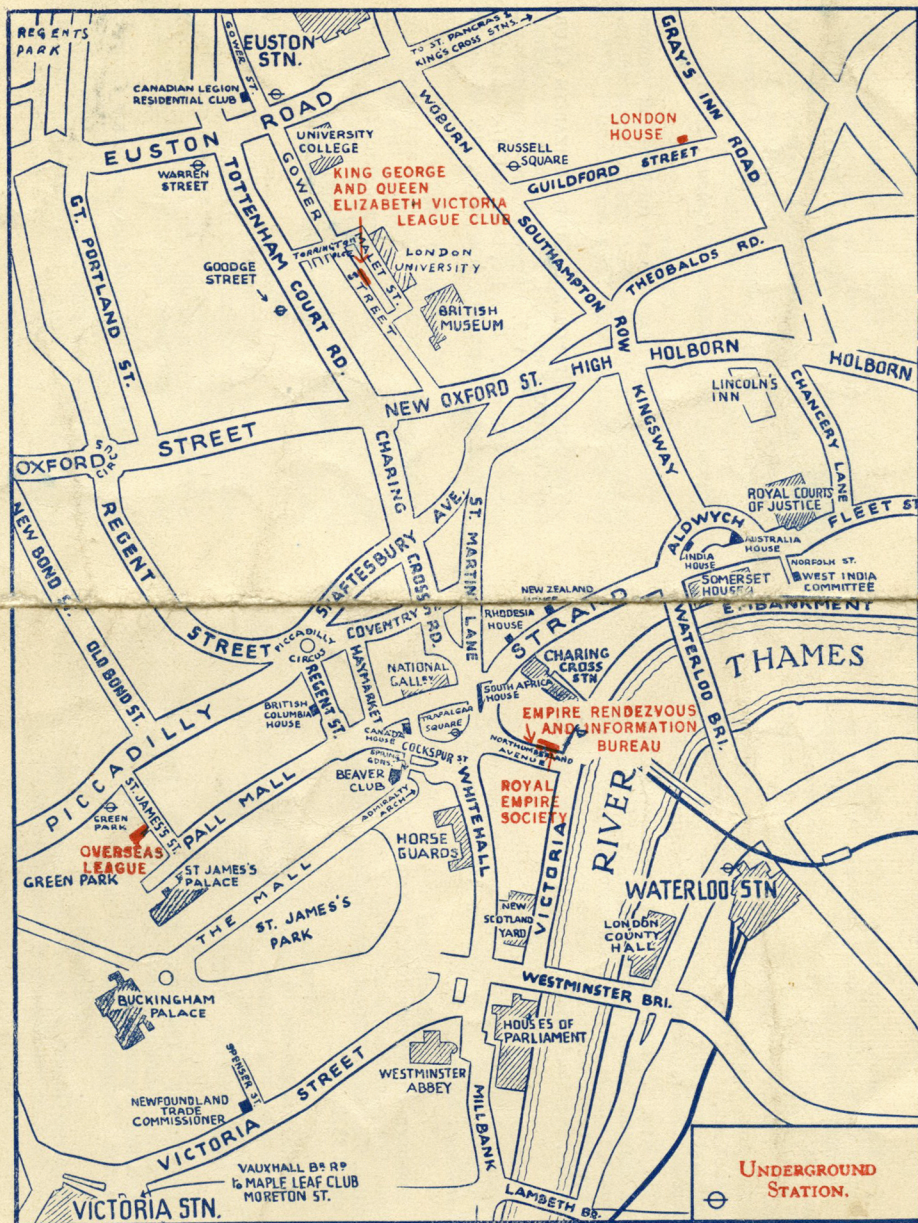 REGENTS
PARK
GOWER ST.
EUSTON
STN.
TO ST. PANCRAS &
KING'S CROSS STNS.
GRAY'S INN ROAD
CANADIAN LEGION
RESIDENTIAL CLUB
EUSTON ROAD
WOBURN
UNIVERSITY
COLLEGE
LONDON
HOUSE
RUSSELL
SQUARE
GUILDFORD STREET
WARREN
STREET
GOWER
STREET
KING GEORGE
AND QUEEN
ELIZABETH VICTORIA
LEAGUE CLUB
GT. PORTLAND ST.
TOTTENHAM COURT RD.
TORRINGTON
PLCE
MALET ST.
LONDON
UNIVERSITY
SOUTHAMPTON ROW
THEOBALDS RD.
GOODGE
STREET
BRITISH
MUSEUM
HIGH HOLBORN
HOLBORN
NEW OXFORD ST.
LINCOLN'S
INN
CHANCERY LANE
KINGSWAY
OXFORD
CIRCUS
STREET
CHARING
CROSS
RD.
NEW BOND ST.
REGENT
STREET
SHAFTESBURY AVE.
ST. MARTIN LANE
ROYAL COURTS
OF JUSTICE
FLEET ST.
ALDWYCH
AUSTRALIA
HOUSE
INDIA
HOUSE
NORFOLK ST.
WEST INDIA
COMMITTEE
SOMERSET
HOUSE
NEW ZEALAND
RHODESIA
HOUSE
STRAND
EMBANKMENT
WATERLOO BRI.
THAMES
OLD BOND ST.
PICCADILLY
CIRCUS
COVENTRY
HAYMARKET
REGENT ST.
NATIONAL
GALLERY
CHARING
CROSS
STN
SOUTH AFRICA
HOUSE
BRITISH
COLUMBIA
HOUSE
PICCADILLY
CANADA
HOUSE
TRAFALGAR
SQUARE
EMPIRE RENDEZVOUS
AND INFORMATION
BUREAU
NORTHUMBERLAND
AVENUE
COCKSPUR ST
SPRING
GDNS.
BEAVER
CLUB
ADMIRALTY
ARCH
WHITEHALL
ROYAL
EMPIRE
SOCIETY
RIVER
ST. JAMES'S ST.
PALL MALL
GREEN
PARK
OVERSEAS
LEAGUE
GREEN PARK
ST JAMES'S
PALACE
HORSE
GUARDS
VICTORIA
WATERLOO STN
THE MALL
ST. JAMES'S
PARK
NEW
SCOTLAND
YARD
LONDON
COUNTY
HALL
WESTMINSTER BRI.
BUCKINGHAM
PALACE
HOUSES OF
PARLIAMENT
WESTMINSTER
ABBEY
SPENSER ST.
NEWFOUNDLAND
TRADE
COMMISSIONER
VICTORIA STREET
MILLBANK
VAUXHALL BR. RD
to MAPLE LEAF CLUB
MORETON ST.
VICTORIA STN.
LAMBETH BR.
UNDERGROUND
STATION.